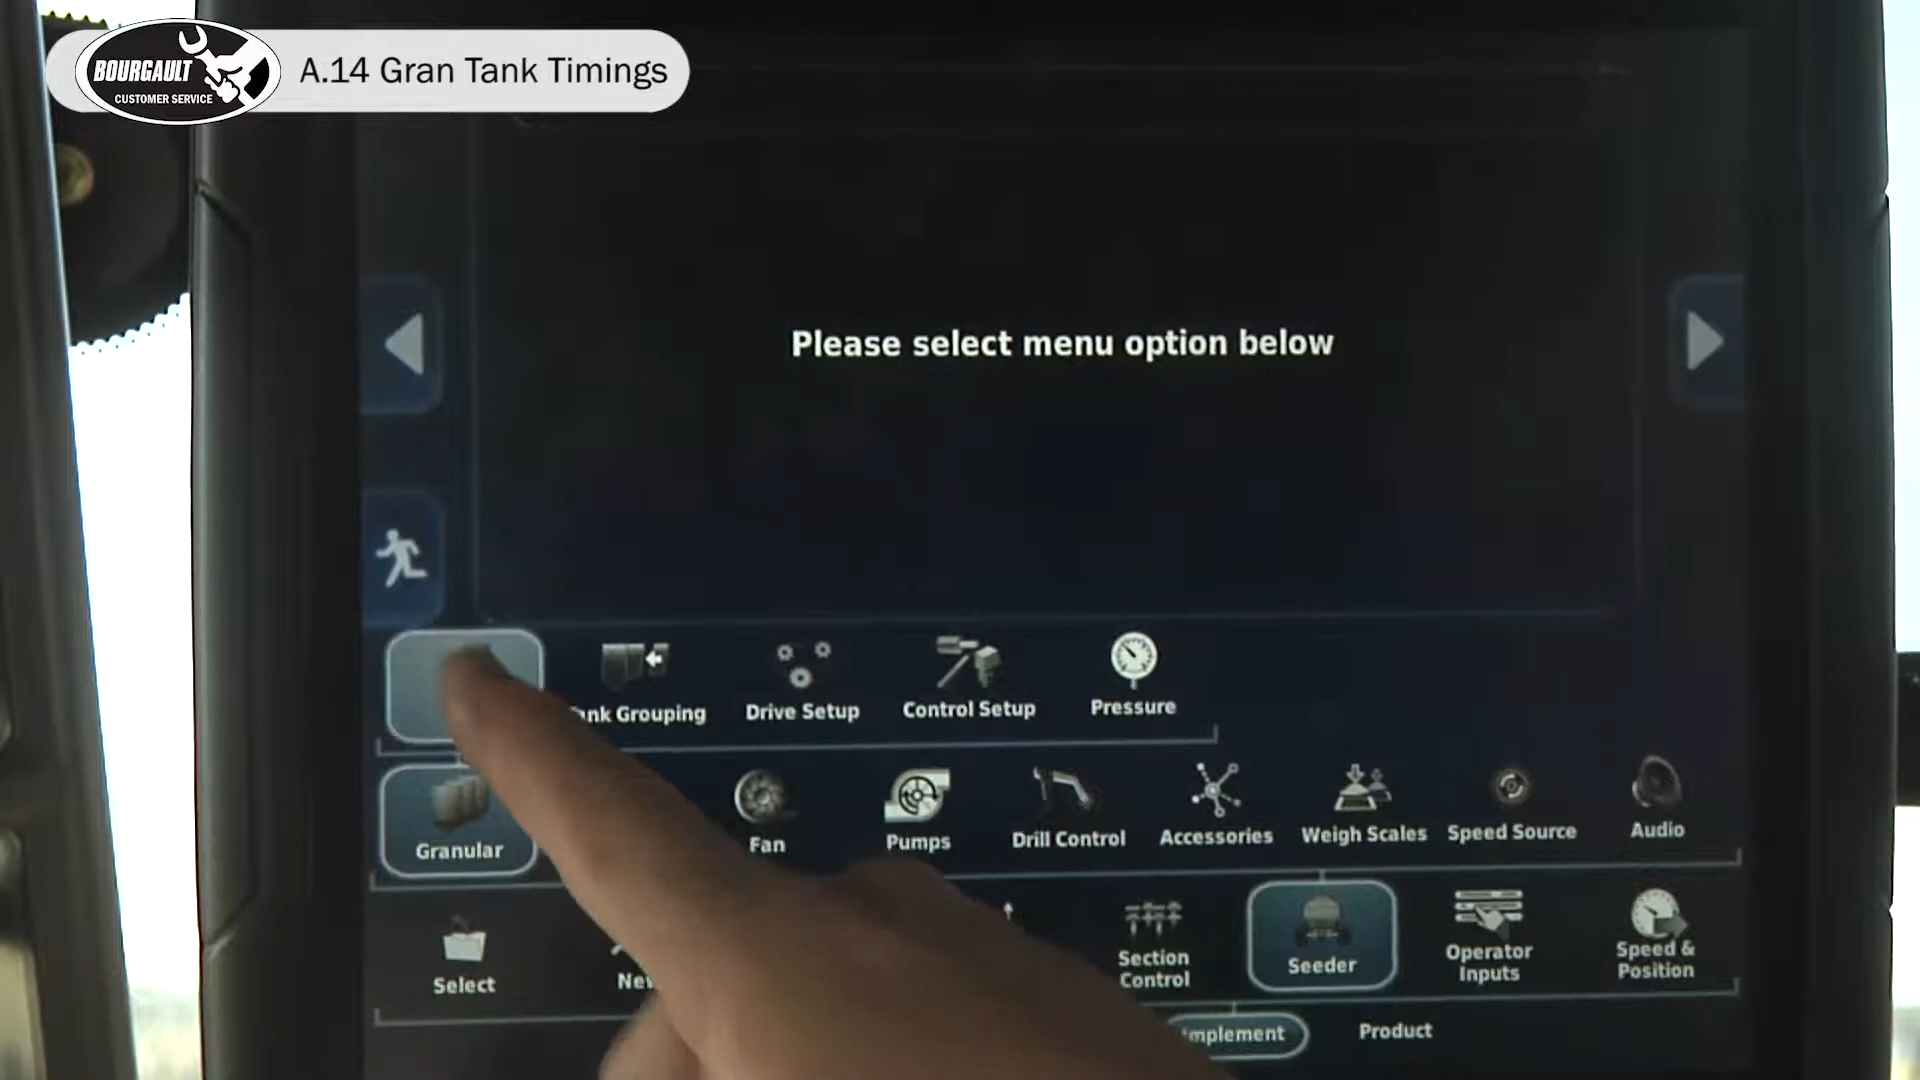 BOURGAULT
CUSTOMER SERVICE
A.14 Gran Tank Timings
Please select menu option below
Grouping
Drive Setup
Control Setup
Pressure
Granular
Fan
Pumps
Drill Control
Accessories
Weigh Scales
Speed Source
Audio
Select
Section
Control
Seeder
Operator
Inputs
Speed &
Position
Product